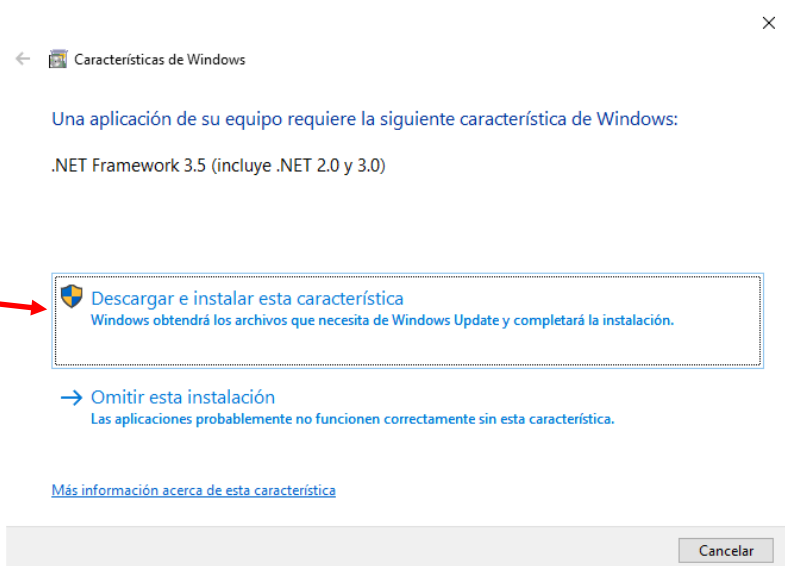 Características de Windows
Una aplicación de su equipo requiere la siguiente característica de Windows:
.NET Framework 3.5 (incluye .NET 2.0 y 3.0)
Descargar e instalar esta característica
Windows obtendrá los archivos que necesita de Windows Update y completará la instalación.
Omitir esta instalación
Las aplicaciones probablemente no funcionen correctamente sin esta característica.
Más información acerca de esta característica
Cancelar